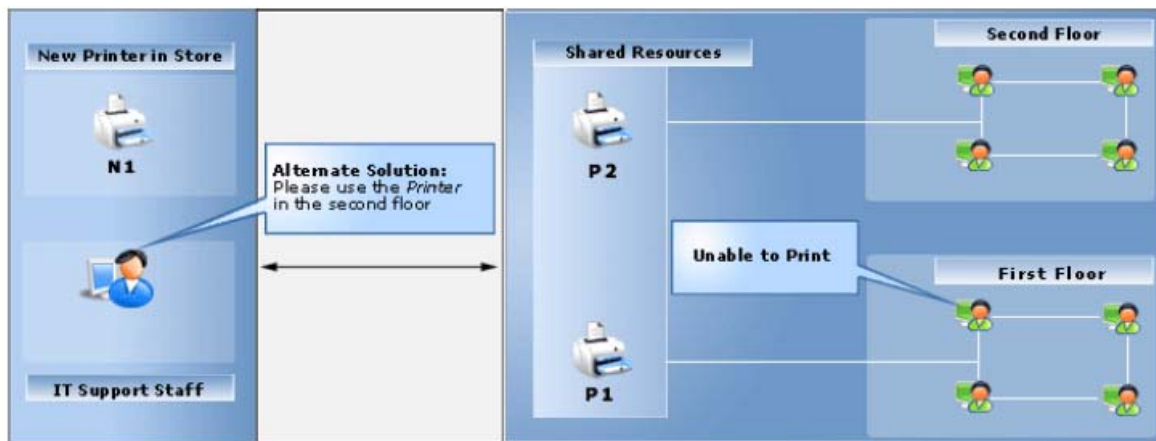 New Printer in Store
N1
Alternate Solution:
Please use the Printer
in the second floor
IT Support Staff
Shared Resources
P2
P1
Second Floor
Unable to Print
First Floor